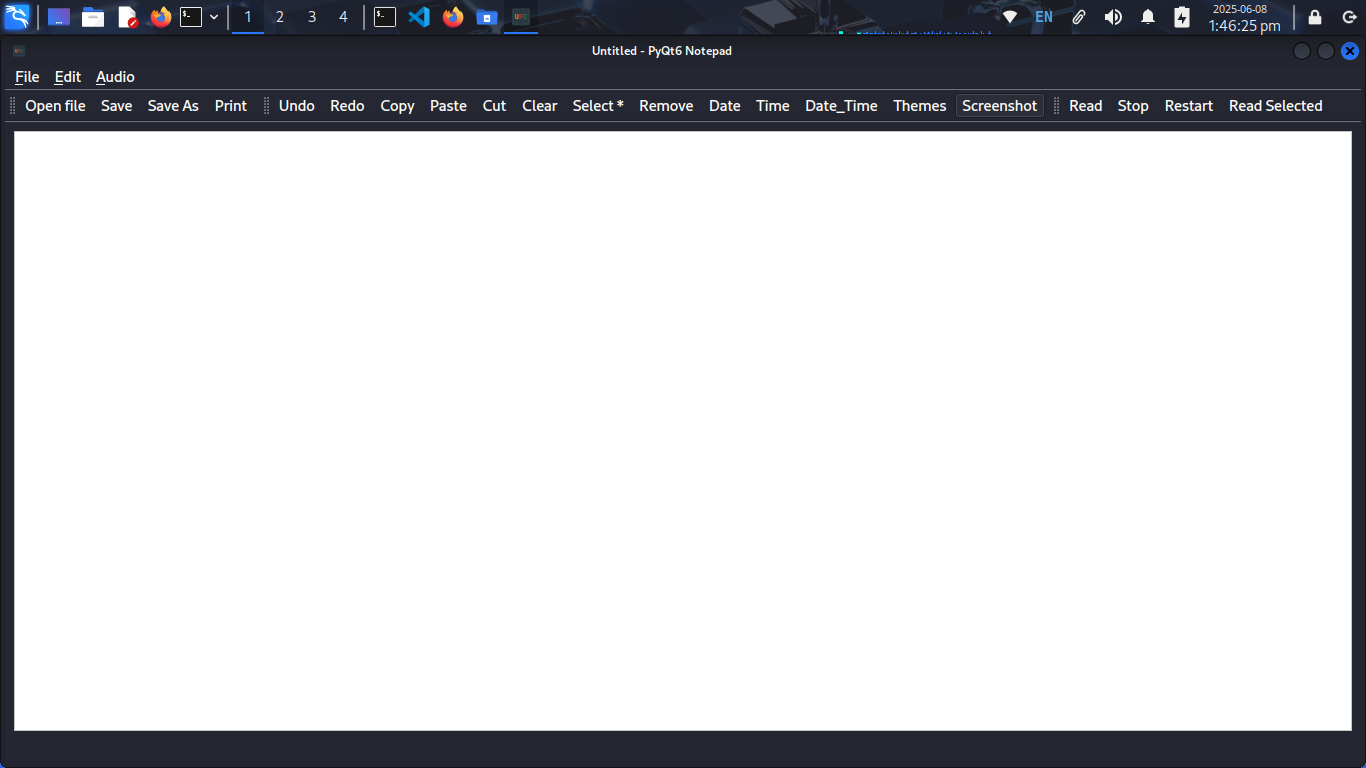 1 2 3 4 EN 2025-06-08
1:46:25 pm
Untitled - PyQt6 Notepad
File Edit Audio
Open file Save Save As Print Undo Redo Copy Paste Cut Clear Select * Remove Date Time Date_Time Themes Screenshot Read Stop Restart Read Selected